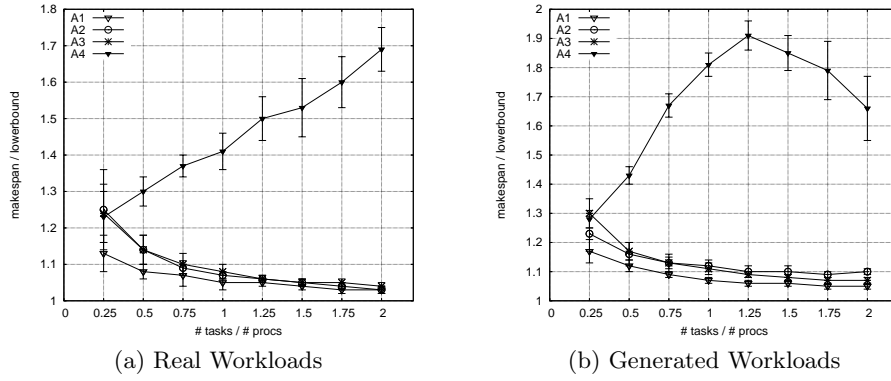 1.8
1.7
1.6
1.5
1.4
1.3
1.2
1.1
1
makespan / lowerbound
A1
A2
A3
A4
0 0.25 0.5 0.75 1 1.25 1.5 1.75 2
# tasks / # procs
(a) Real Workloads
2
1.9
1.8
1.7
1.6
1.5
1.4
1.3
1.2
1.1
1
makespan / lowerbound
A1
A2
A3
A4
0 0.25 0.5 0.75 1 1.25 1.5 1.75 2
# tasks / # procs
(b) Generated Workloads